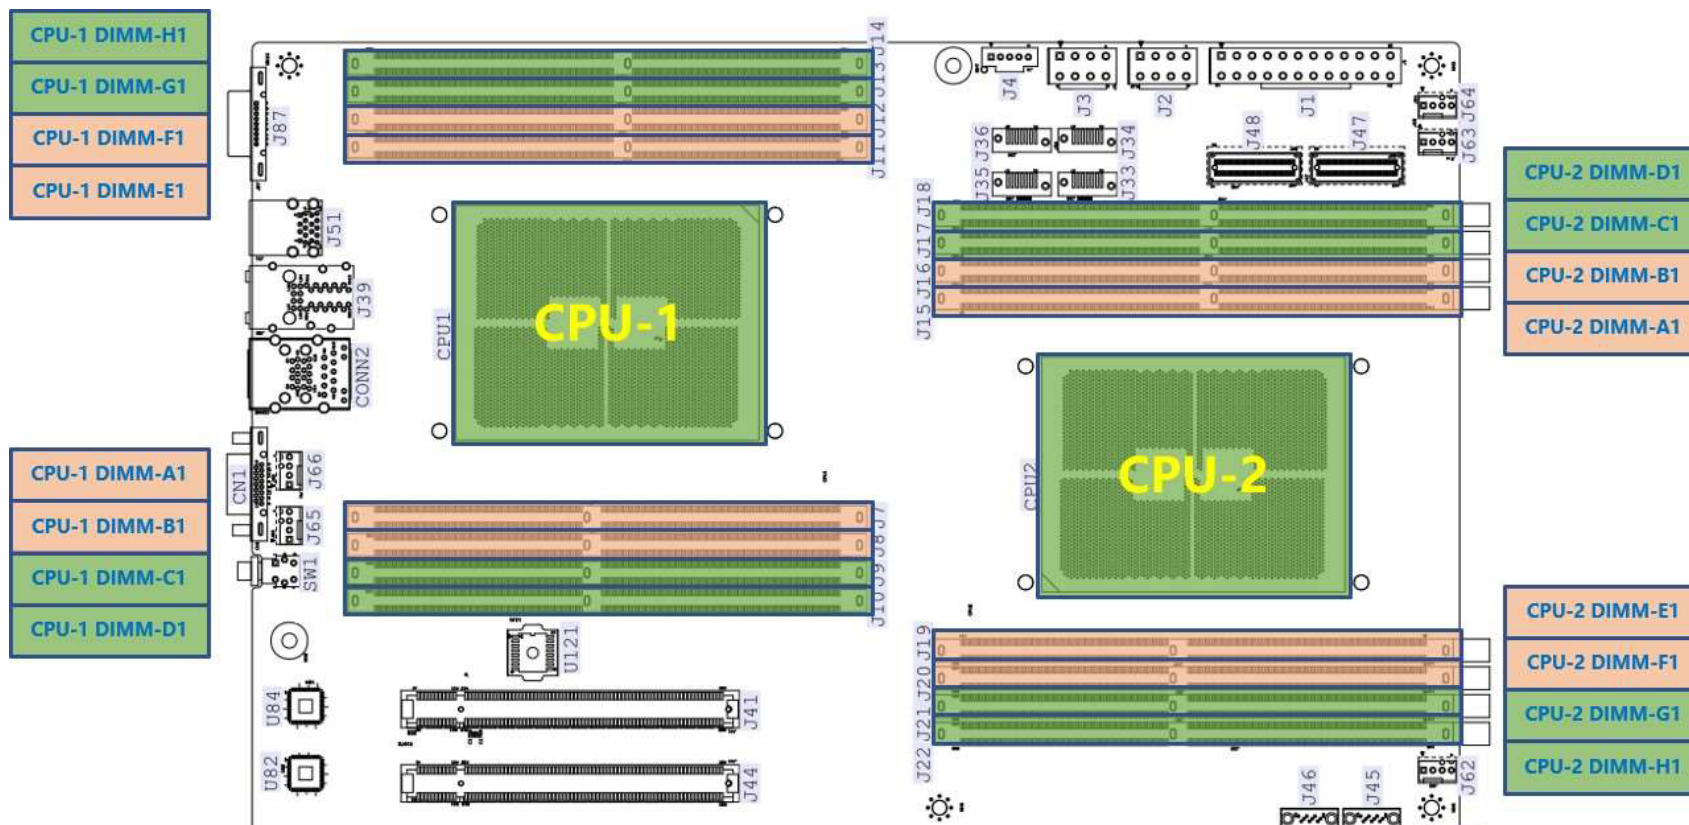 CPU-1 DIMM-H1
CPU-1 DIMM-G1
CPU-1 DIMM-F1
CPU-1 DIMM-E1
J14
J13
J12
J11
J87
J4
J3
J2
J1
J64
J63
J36
J34
J35
J33
J48
J47
CPU-2 DIMM-D1
CPU-2 DIMM-C1
CPU-2 DIMM-B1
CPU-2 DIMM-A1
J18
J17
J16
J15
J51
J39
CONN2
CPU1
CPU-1
CPU2
CPU-2
CPU-1 DIMM-A1
CPU-1 DIMM-B1
CPU-1 DIMM-C1
CPU-1 DIMM-D1
CN1
J66
J65
SW1
J7
J8
J9
J10
U121
U84
U82
J41
J44
J19
J20
J21
J22
CPU-2 DIMM-E1
CPU-2 DIMM-F1
CPU-2 DIMM-G1
CPU-2 DIMM-H1
J62
J46
J45